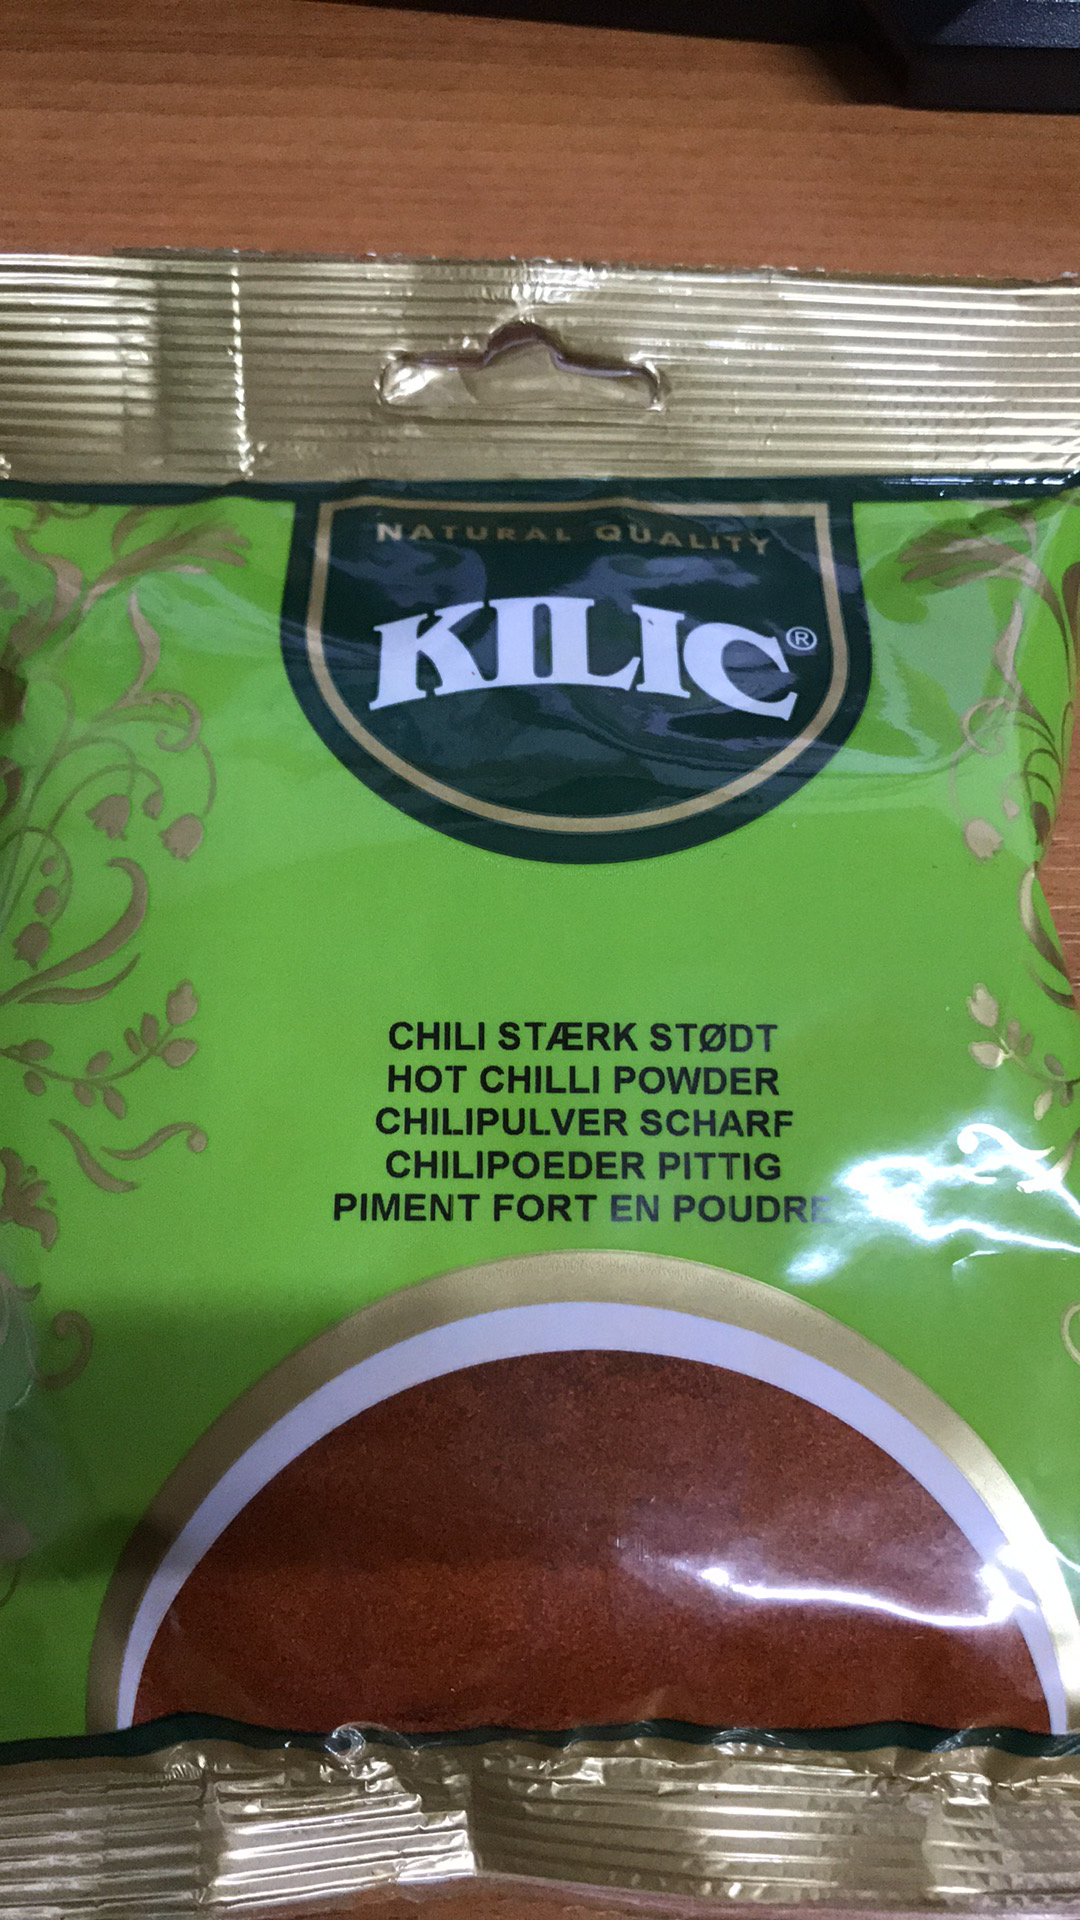 NATURAL QUALITY
KILIC®
CHILI STÆRK STØDT
HOT CHILLI POWDER
CHILIPULVER SCHARF
CHILIPOEDER PITTIG
PIMENT FORT EN POUDRE